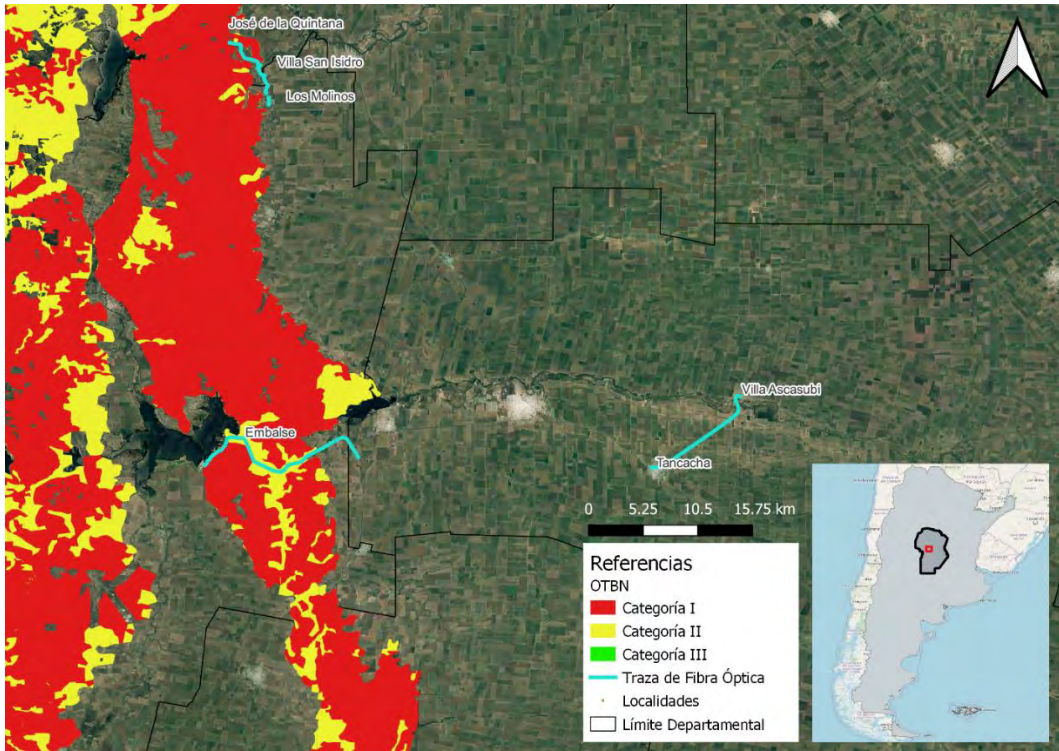 José de la Quintana
Villa San Isidro
Los Molinos
Embalse
Villa Ascasubi
Tancacha
0 5.25 10.5 15.75 km
Referencias
OTBN
Categoría I
Categoría II
Categoría III
Traza de Fibra Óptica
Localidades
Límite Departamental